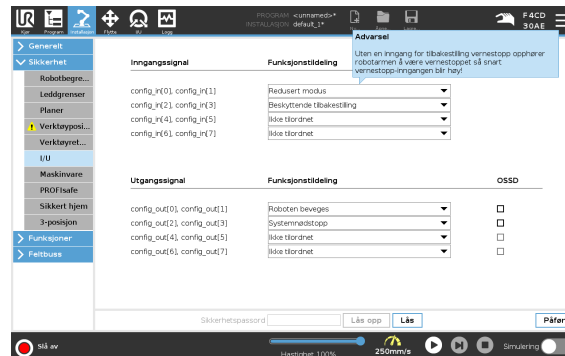 PROGRAM <unnamed>*
INSTALLASJON default_1*
F4CD
30AE
Kjør Program Installasjon Flytte I/U Logg
Advarsel
Uten en inngang for tilbakestilling vernestopp opphører
robotarmen å være vernestoppet så snart
vernestopp-inngangen blir høy!
Generelt
Sikkerhet
Robotbegre...
Leddgrenser
Planer
Verktøyposi...
Verktøyret...
I/U
Maskinvare
PROFIsafe
Sikkert hjem
3-posisjon
Funksjoner
Feltbuss
Inngangssignal Funksjonstildeling
config_in[0], config_in[1] Redusert modus
config_in[2], config_in[3] Beskyttende tilbakestilling
config_in[4], config_in[5] Ikke tilordnet
config_in[6], config_in[7] Ikke tilordnet
Utgangssignal Funksjonstildeling OSSD
config_out[0], config_out[1] Roboten beveges
config_out[2], config_out[3] Systemnødstopp
config_out[4], config_out[5] Ikke tilordnet
config_out[6], config_out[7] Ikke tilordnet
Sikkerhetspassord Lås opp Lås Påfør
Slå av
Hastighet 100%
250mm/s
Simulering